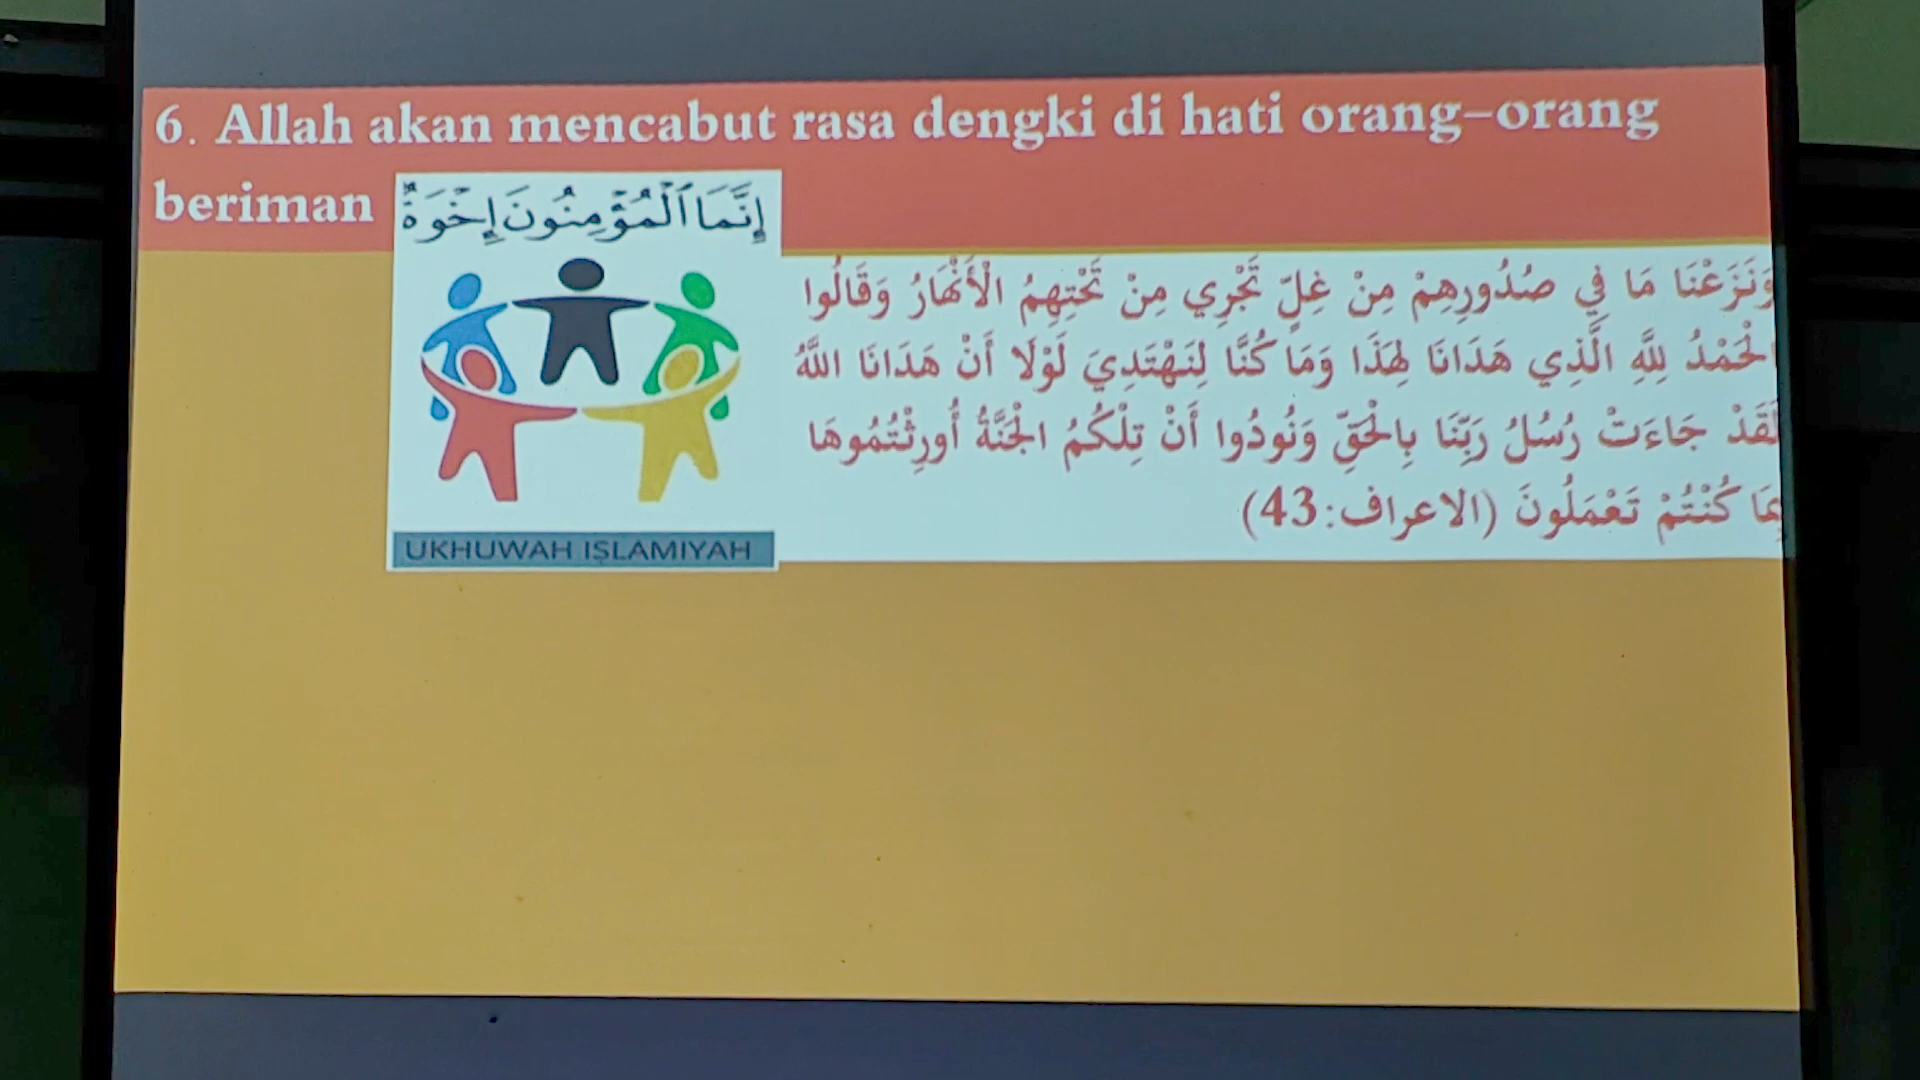 6. Allah akan mencabut rasa dengki di hati orang–orang
beriman
إِنَّمَا ٱلْمُؤْمِنُونَ إِخْوَةٌ
UKHUWAH ISLAMIYAH
وَنَزَعْنَا مَا فِي صُدُورِهِمْ مِنْ غِلٍّ تَجْرِي مِنْ تَحْتِهِمُ الْأَنْهَارُ وَقَالُوا
الْحَمْدُ لِلَّهِ الَّذِي هَدَانَا لِهَذَا وَمَا كُنَّا لِنَهْتَدِيَ لَوْلَا أَنْ هَدَانَا اللَّهُ
لَقَدْ جَاءَتْ رُسُلُ رَبِّنَا بِالْحَقِّ وَنُودُوا أَنْ تِلْكُمُ الْجَنَّةُ أُورِثْتُمُوهَا
بِمَا كُنْتُمْ تَعْمَلُونَ (الاعراف:43)